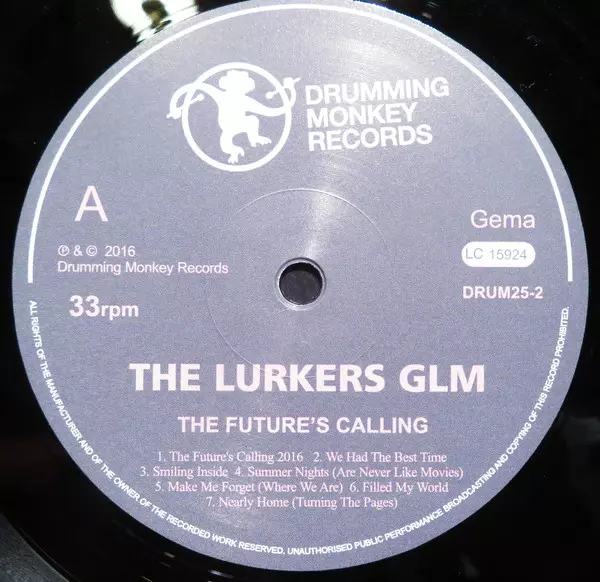 DRUMMING
MONKEY
RECORDS
A
Gema
℗ & © 2016
Drumming Monkey Records
LC 15924
33rpm
DRUM25-2
THE LURKERS GLM
THE FUTURE'S CALLING
1. The Future's Calling 2016 2. We Had The Best Time
3. Smiling Inside 4. Summer Nights (Are Never Like Movies)
5. Make Me Forget (Where We Are) 6. Filled My World
7. Nearly Home (Turning The Pages)
ALL RIGHTS OF THE MANUFACTURER AND OF THE OWNER OF THE RECORDED WORK RESERVED. UNAUTHORISED PUBLIC PERFORMANCE BROADCASTING AND COPYING OF THIS RECORD PROHIBITED.